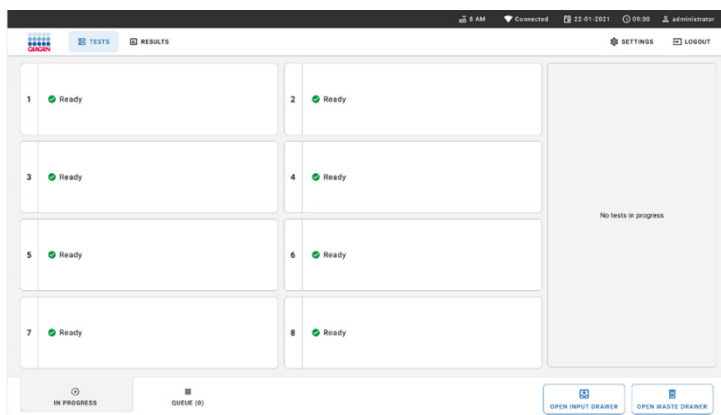 6 AM Connected 22-01-2021 09:00 administrator
QIAGEN TESTS RESULTS SETTINGS LOGOUT
1 Ready
2 Ready
3 Ready
4 Ready
No tests in progress
5 Ready
6 Ready
7 Ready
8 Ready
IN PROGRESS
QUEUE (0)
OPEN INPUT DRAWER
OPEN WASTE DRAWER